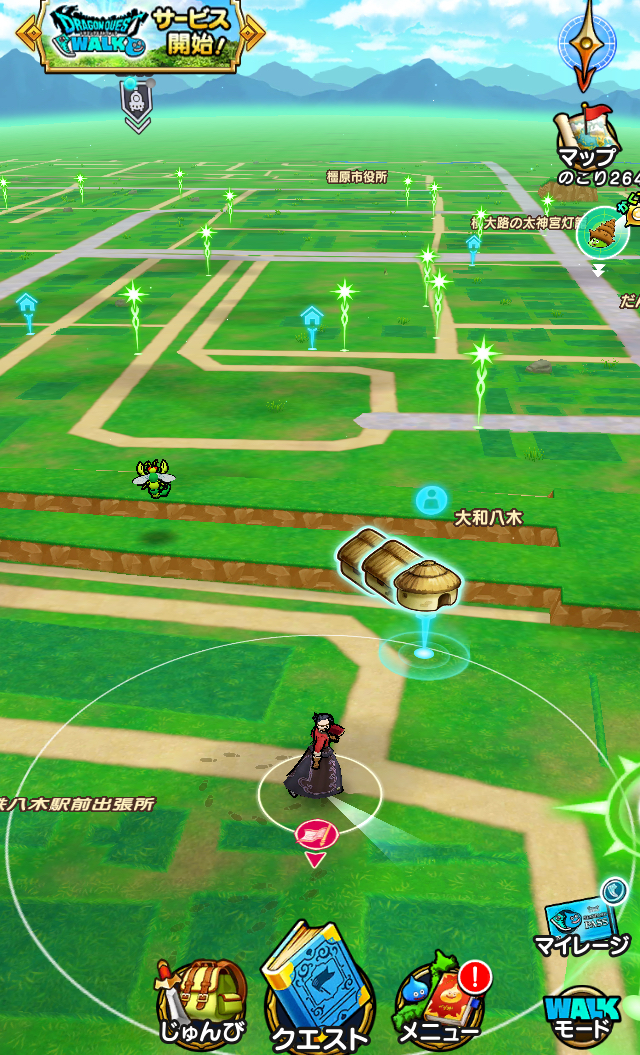 DRAGON QUEST
WALK
サービス
開始!
マップ
のこり264
橿原市役所
大路の太神宮灯
大和八木
八木駅前出張所
PASS
マイレージ
じゅんび
クエスト
メニュー
!
WALK
モード